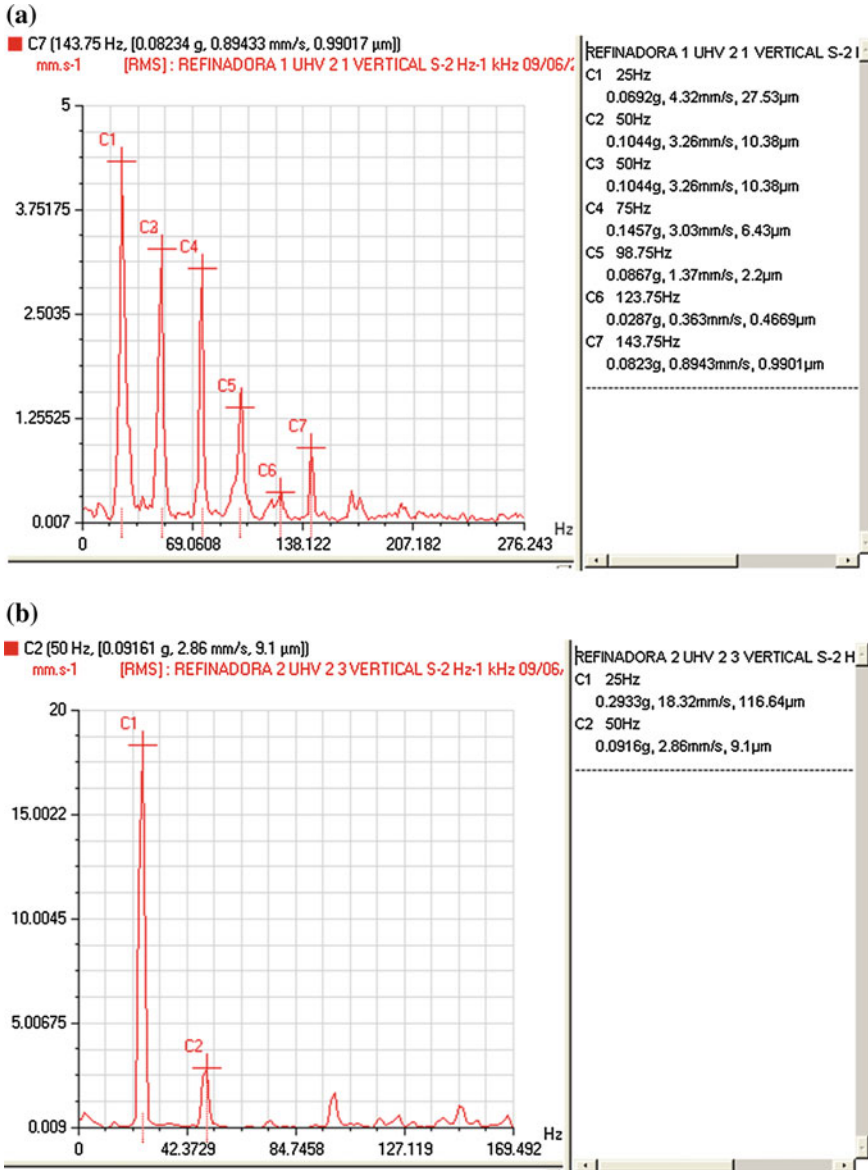 (a)
C7 (143.75 Hz, [0.08234 g, 0.89433 mm/s, 0.99017 µm])
mm.s-1 [RMS] : REFINADORA 1 UHV 2 1 VERTICAL S-2 Hz-1 kHz 09/06/
5
3.75175
2.5035
1.25525
0.007
C1
C3
C4
C5
C6
C7
0
69.0608
138.122
207.182
276.243
Hz
REFINADORA 1 UHV 2 1 VERTICAL S-2
C1 25Hz
0.0692g, 4.32mm/s, 27.53µm
C2 50Hz
0.1044g, 3.26mm/s, 10.38µm
C3 50Hz
0.1044g, 3.26mm/s, 10.38µm
C4 75Hz
0.1457g, 3.03mm/s, 6.43µm
C5 98.75Hz
0.0867g, 1.37mm/s, 2.2µm
C6 123.75Hz
0.0287g, 0.363mm/s, 0.4669µm
C7 143.75Hz
0.0823g, 0.8943mm/s, 0.9901µm
(b)
C2 (50 Hz, [0.09161 g, 2.86 mm/s, 9.1 µm])
mm.s-1 [RMS] : REFINADORA 2 UHV 2 3 VERTICAL S-2 Hz-1 kHz 09/06/
20
15.0022
10.0045
5.00675
0.009
C1
C2
0
42.3729
84.7458
127.119
169.492
Hz
REFINADORA 2 UHV 2 3 VERTICAL S-2 H
C1 25Hz
0.2933g, 18.32mm/s, 116.64µm
C2 50Hz
0.0916g, 2.86mm/s, 9.1µm